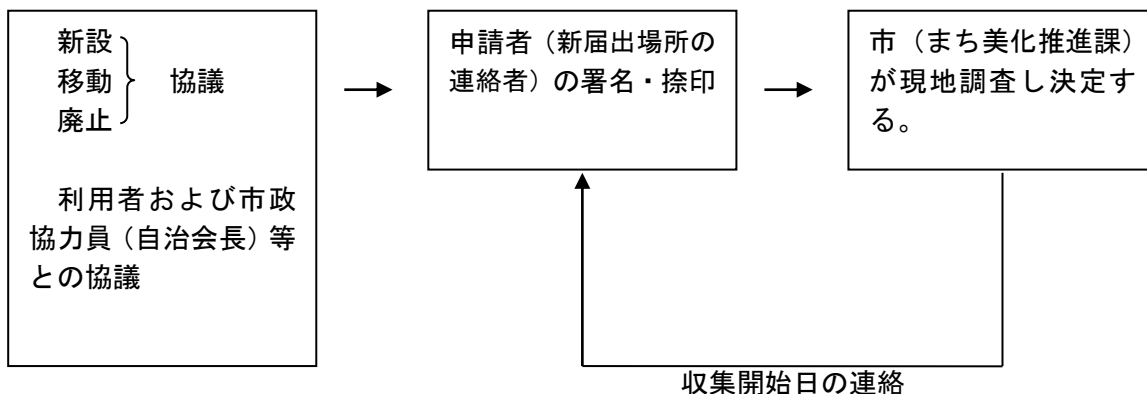 新設
移動
廃止
協議
利用者および市政
協力員（自治会長）等
との協議
申請者（新届出場所の
連絡者）の署名・捺印
市（まち美化推進課）
が現地調査し決定す
る。
収集開始日の連絡